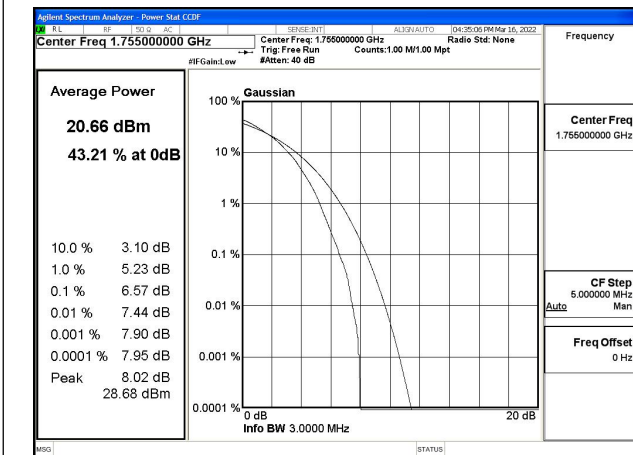 Agilent Spectrum Analyzer - Power Stat CCDF
RL RF 50 Ω AC SENSE:INT ALIGN AUTO 04:35:06 PM Mar 16, 2022
Center Freq 1.755000000 GHz
Center Freq: 1.755000000 GHz Radio Std: None
Trig: Free Run Counts:1.00 M/1.00 Mpt
#IFGain:Low #Atten: 40 dB
Frequency
Average Power
20.66 dBm
43.21 % at 0dB
10.0 % 3.10 dB
1.0 % 5.23 dB
0.1 % 6.57 dB
0.01 % 7.44 dB
0.001 % 7.90 dB
0.0001 % 7.95 dB
Peak 8.02 dB
28.68 dBm
Gaussian
100 %
10 %
1 %
0.1 %
0.01 %
0.001 %
0.0001 %
0 dB 20 dB
Info BW 3.0000 MHz
Center Freq
1.755000000 GHz
CF Step
5.000000 MHz
Auto Man
Freq Offset
0 Hz
MSG STATUS